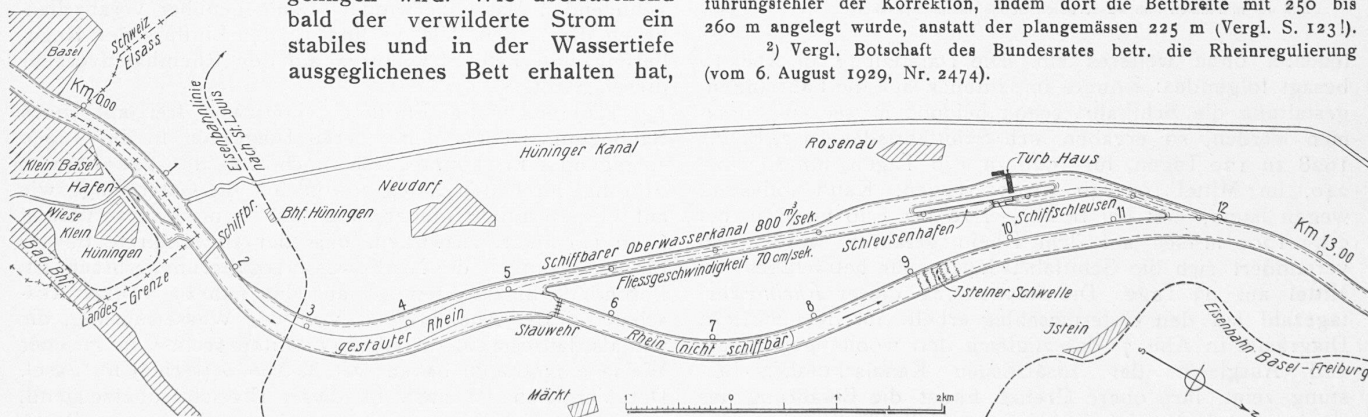 bald der verwilderte Strom ein
stabiles und in der Wassertiefe
ausgeglichenes Bett erhalten hat,
führungsfehler der Korrektion, indem dort die Bettbreite mit 250 bis
260 m angelegt wurde, anstatt der plangemässen 225 m (Vergl. S. 123!).
²) Vergl. Botschaft des Bundesrates betr. die Rheinregulierung
(vom 6. August 1929, Nr. 2474).
Basel
Schweiz
Elsass
Km 0.00
1
Eisenbahnlinie
nach St Louis
Hüninger Kanal
Rosenau
Turb. Haus
Klein Basel
Hafen
Wiese
Klein
Hüningen
Bad. Bhf.
Landes-Grenze
Schiffbr.
Bhf. Hüningen
Neudorf
Schiffbarer Oberwasserkanal 800 m³/sek.
Fliessgeschwindigkeit 70 cm/sek.
Schleusenhafen
Schiffschleusen
2
3
4
5
6
7
8
9
10
11
12
Km 13.00
gestauter Rhein
Stauwehr
Rhein (nicht schiffbar)
Jsteiner Schwelle
Jstein
Eisenbahn Basel-Freiburg
Märkt
1 0 1 2km
S
N